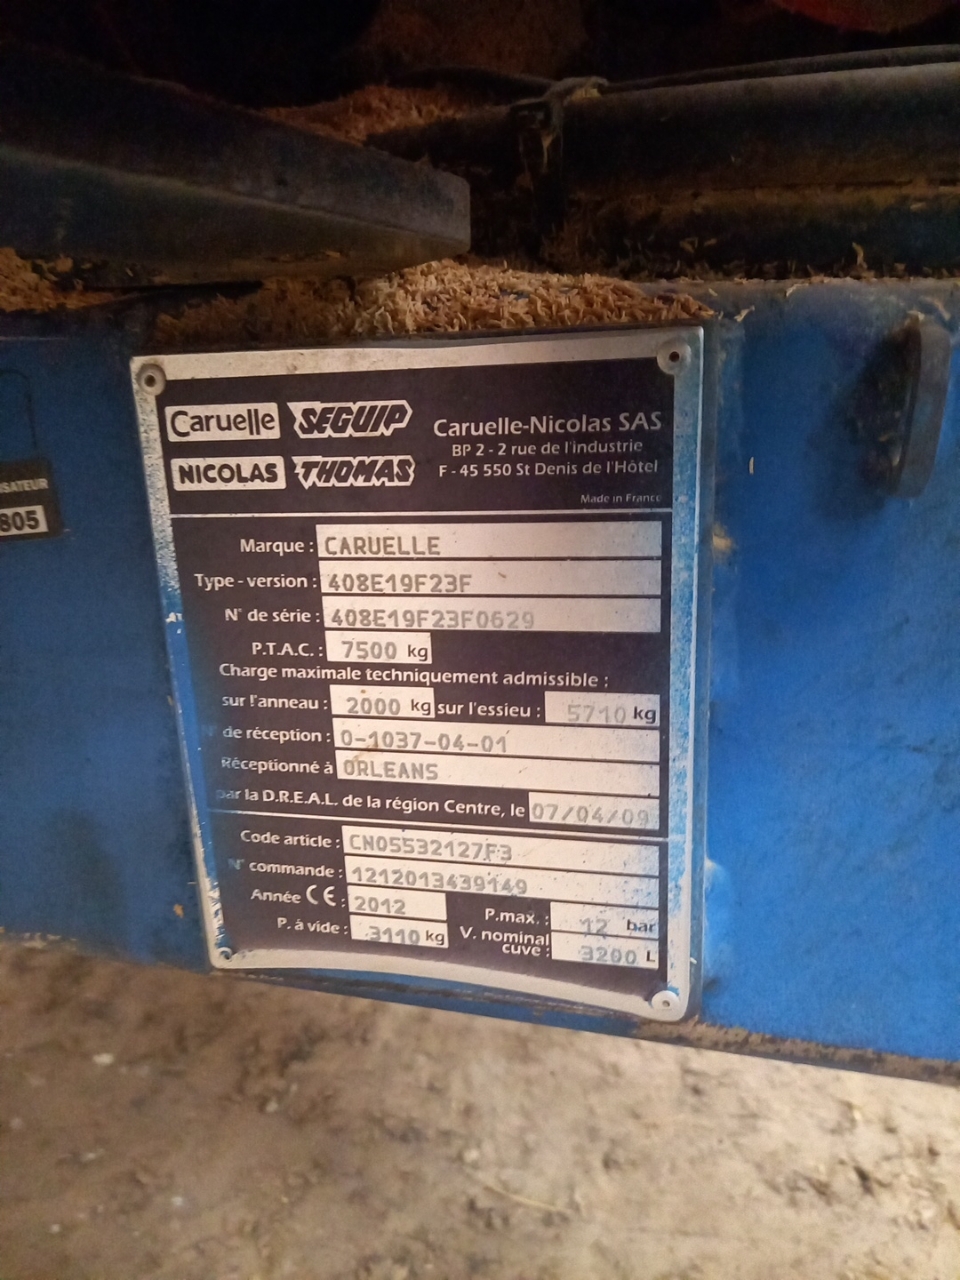 Caruelle SEGUIP
NICOLAS THOMAS
Caruelle-Nicolas SAS
BP 2 - 2 rue de l'industrie
F - 45 550 St Denis de l'Hôtel
Made in France
805
Marque : CARUELLE
Type - version : 408E19F23F
N° de série : 408E19F23F0629
P.T.A.C. : 7500 kg
Charge maximale techniquement admissible :
sur l'anneau : 2000 kg sur l'essieu : 5710 kg
N° de réception : 0-1037-04-01
Réceptionné à ORLEANS
par la D.R.E.A.L. de la région Centre, le 07/04/09
Code article : CN05532127F3
N° commande : 1212013439149
Année CE : 2012
P. à vide : 3110 kg
P.max. : 12 bar
V. nominal cuve : 3200 L